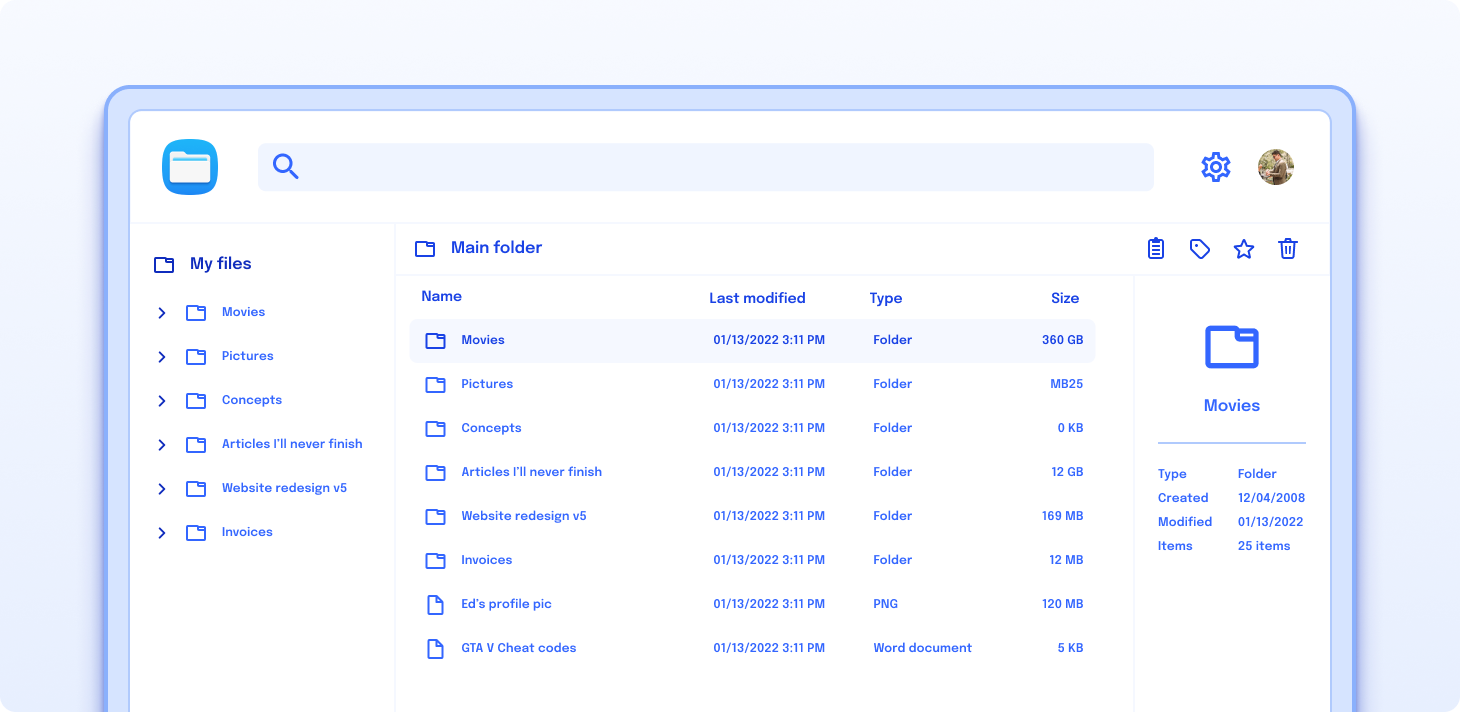 My files
Movies
Pictures
Concepts
Articles I’ll never finish
Website redesign v5
Invoices
Main folder
Name Last modified Type Size
Movies 01/13/2022 3:11 PM Folder 360 GB
Pictures 01/13/2022 3:11 PM Folder MB25
Concepts 01/13/2022 3:11 PM Folder 0 KB
Articles I’ll never finish 01/13/2022 3:11 PM Folder 12 GB
Website redesign v5 01/13/2022 3:11 PM Folder 169 MB
Invoices 01/13/2022 3:11 PM Folder 12 MB
Ed’s profile pic 01/13/2022 3:11 PM PNG 120 MB
GTA V Cheat codes 01/13/2022 3:11 PM Word document 5 KB
Movies
Type Folder
Created 12/04/2008
Modified 01/13/2022
Items 25 items